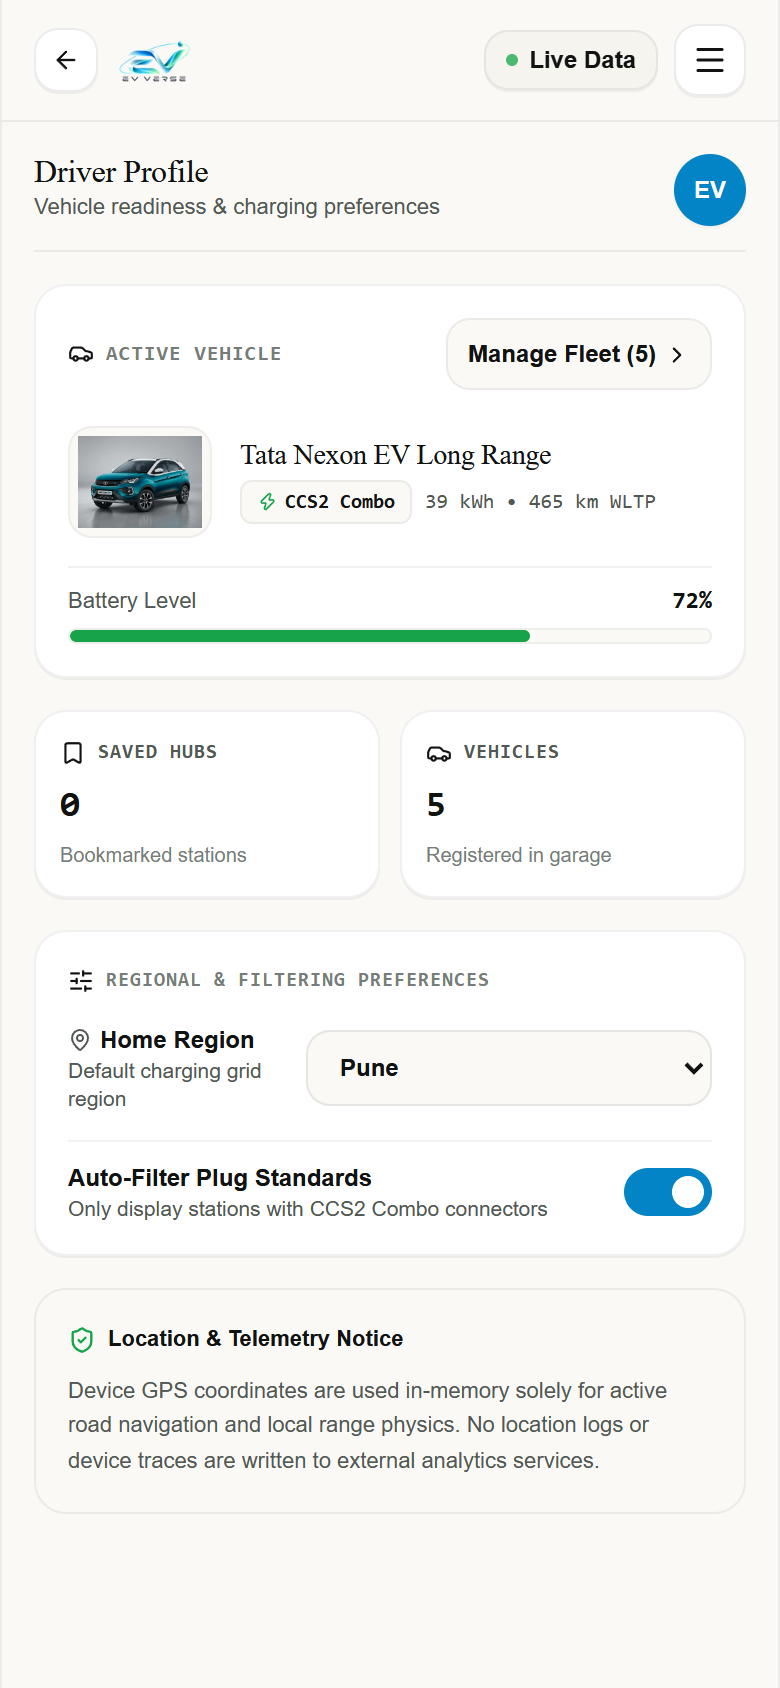 EV VERSE
Live Data
Driver Profile
Vehicle readiness & charging preferences
EV
ACTIVE VEHICLE
Manage Fleet (5)
Tata Nexon EV Long Range
CCS2 Combo
39 kWh • 465 km WLTP
Battery Level
72%
SAVED HUBS
0
Bookmarked stations
VEHICLES
5
Registered in garage
REGIONAL & FILTERING PREFERENCES
Home Region
Default charging grid
region
Pune
Auto-Filter Plug Standards
Only display stations with CCS2 Combo connectors
Location & Telemetry Notice
Device GPS coordinates are used in-memory solely for active
road navigation and local range physics. No location logs or
device traces are written to external analytics services.